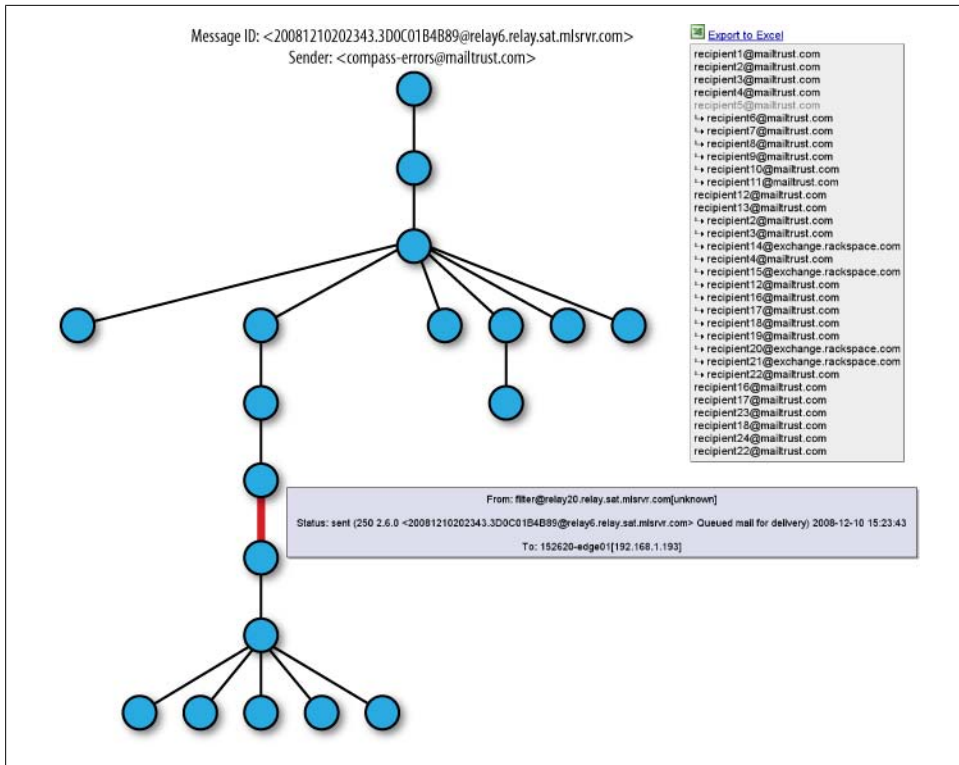 Message ID: <20081210202343.3D0C01B4B89@relay6.relay.sat.mlsrvr.com>
Sender: <compass-errors@mailtrust.com>
Export to Excel
recipient1@mailtrust.com
recipient2@mailtrust.com
recipient3@mailtrust.com
recipient4@mailtrust.com
recipient5@mailtrust.com
↳ recipient6@mailtrust.com
↳ recipient7@mailtrust.com
↳ recipient8@mailtrust.com
↳ recipient9@mailtrust.com
↳ recipient10@mailtrust.com
↳ recipient11@mailtrust.com
recipient12@mailtrust.com
recipient13@mailtrust.com
↳ recipient2@mailtrust.com
↳ recipient3@mailtrust.com
↳ recipient14@exchange.rackspace.com
↳ recipient4@mailtrust.com
↳ recipient15@exchange.rackspace.com
↳ recipient12@mailtrust.com
↳ recipient16@mailtrust.com
↳ recipient17@mailtrust.com
↳ recipient18@mailtrust.com
↳ recipient19@mailtrust.com
↳ recipient20@exchange.rackspace.com
↳ recipient21@exchange.rackspace.com
↳ recipient22@mailtrust.com
recipient16@mailtrust.com
recipient17@mailtrust.com
recipient23@mailtrust.com
recipient18@mailtrust.com
recipient24@mailtrust.com
recipient22@mailtrust.com
From: filter@relay20.relay.sat.mlsrvr.com[unknown]
Status: sent (250 2.6.0 <20081210202343.3D0C01B4B89@relay6.relay.sat.mlsrvr.com> Queued mail for delivery) 2008-12-10 15:23:43
To: 152620-edge01[192.168.1.193]